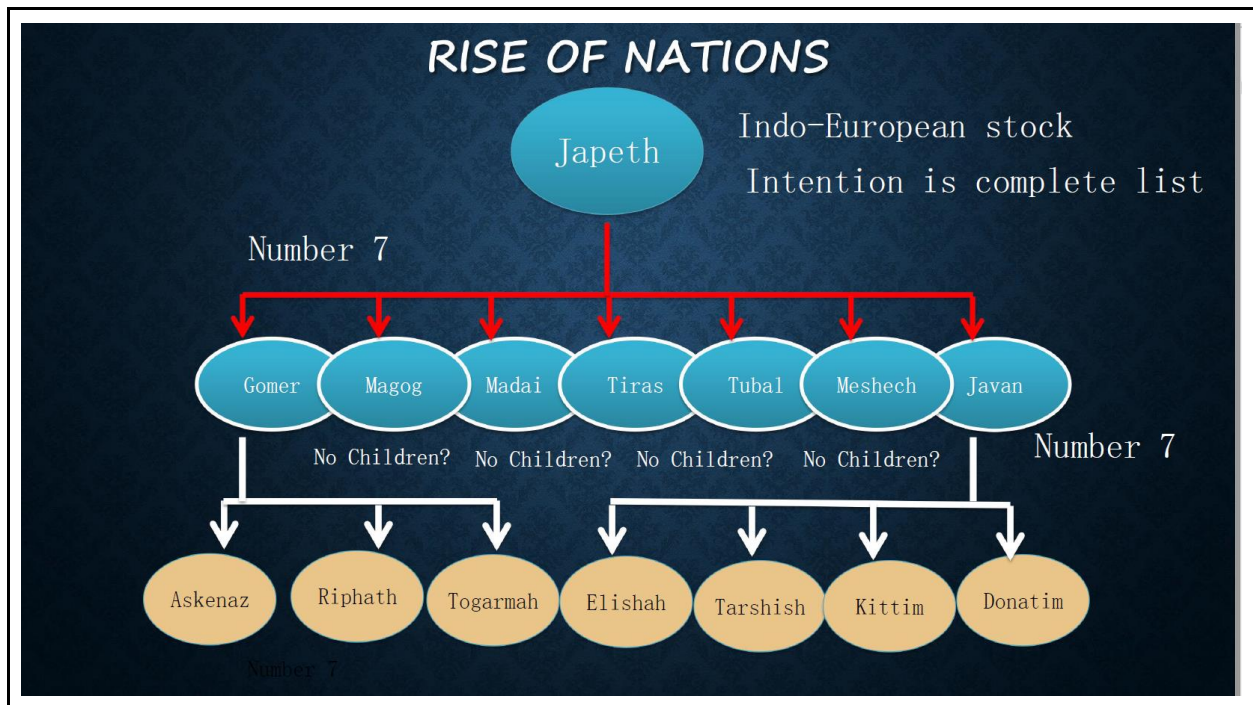 RISE OF NATIONS
Japeth
Indo-European stock
Intention is complete list
Number 7
Gomer
Magog
Madai
Tiras
Tubal
Meshech
Javan
No Children?
No Children?
No Children?
No Children?
Number 7
Askenaz
Riphath
Togarmah
Elishah
Tarshish
Kittim
Donatim
Number 7